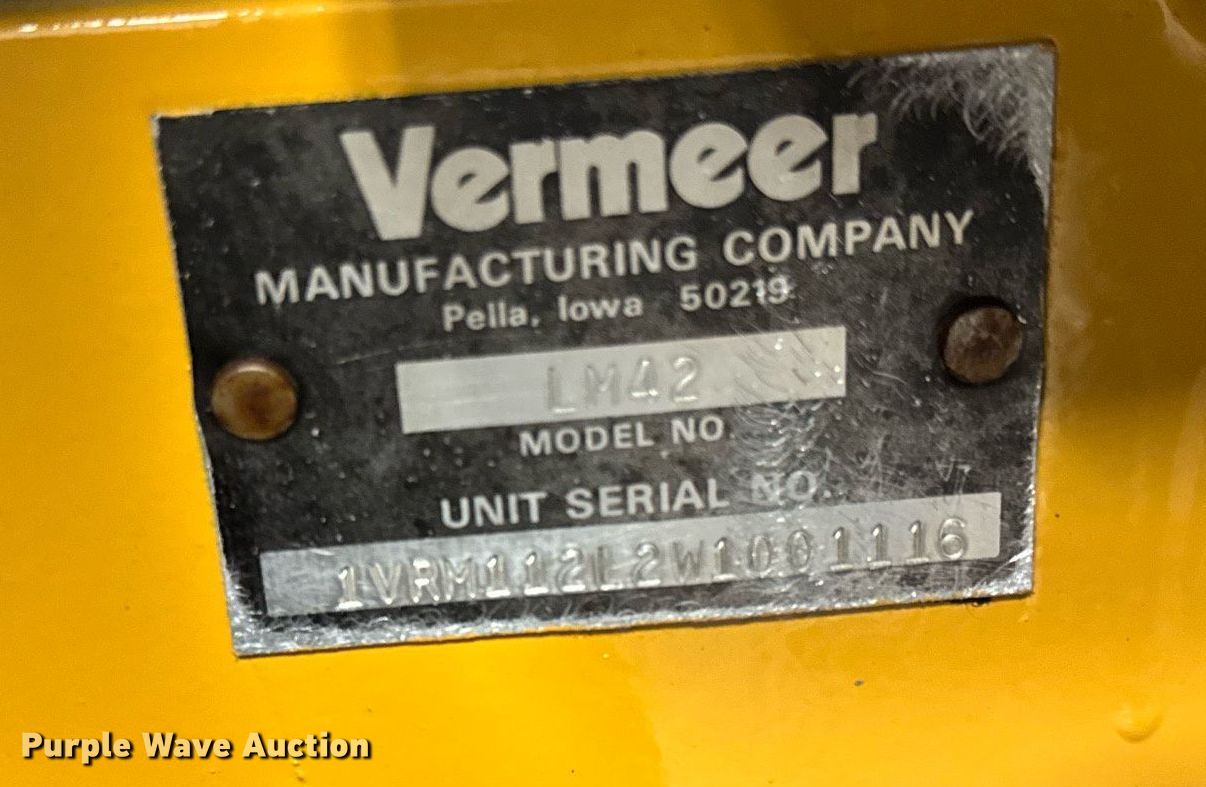 Vermeer
MANUFACTURING COMPANY
Pella, Iowa 50219
LM42
MODEL NO.
UNIT SERIAL NO.
1VRM112L2W1001116
Purple Wave Auction